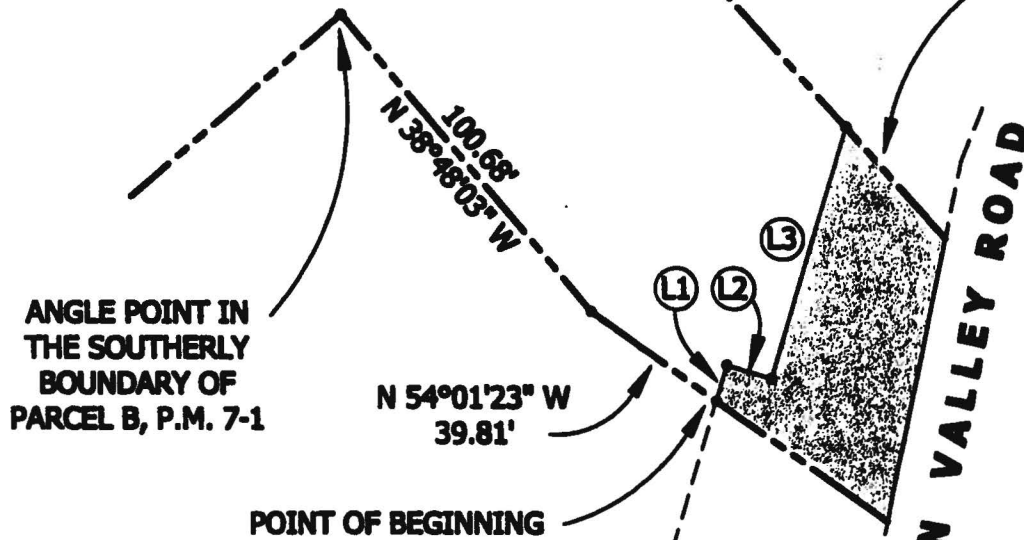 100.68'
N 38°48'03" W
L3
L1
L2
ANGLE POINT IN
THE SOUTHERLY
BOUNDARY OF
PARCEL B, P.M. 7-1
N 54°01'23" W
39.81'
POINT OF BEGINNING
N VALLEY ROAD